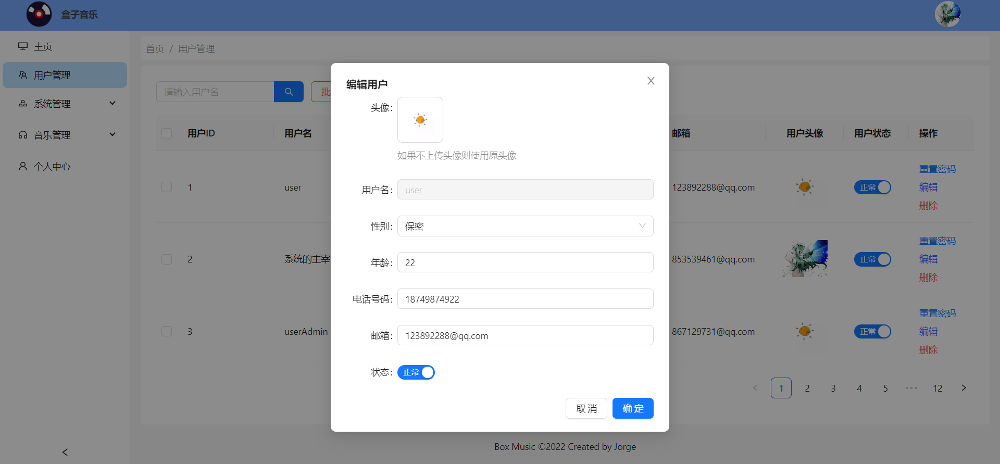 盒子音乐
主页
用户管理
系统管理
音乐管理
个人中心
首页 / 用户管理
请输入用户名
批
用户ID 用户名 邮箱 用户头像 用户状态 操作
1 user 123892288@qq.com 正常 重置密码
编辑
删除
2 系统的主宰 853539461@qq.com 正常 重置密码
编辑
删除
3 userAdmin 867129731@qq.com 正常 重置密码
编辑
删除
1 2 3 4 5 ••• 12
编辑用户
头像:
如果不上传头像则使用原头像
用户名: user
性别: 保密
年龄: 22
电话号码: 18749874922
邮箱: 123892288@qq.com
状态: 正常
取消 确定
Box Music ©2022 Created by Jorge